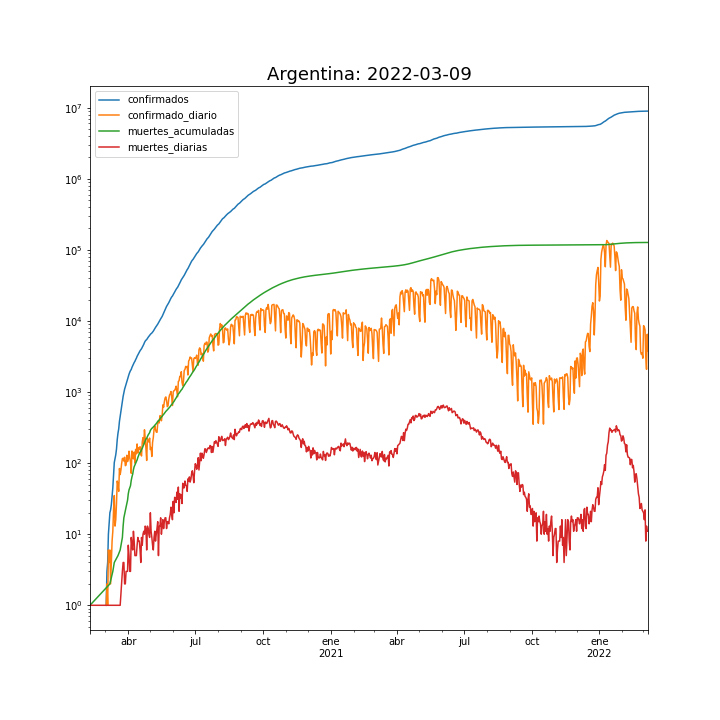 Argentina: 2022-03-09
confirmados
confirmado_diario
muertes_acumuladas
muertes_diarias
10^7
10^6
10^5
10^4
10^3
10^2
10^1
10^0
abr jul oct ene abr jul oct ene
2021 2022